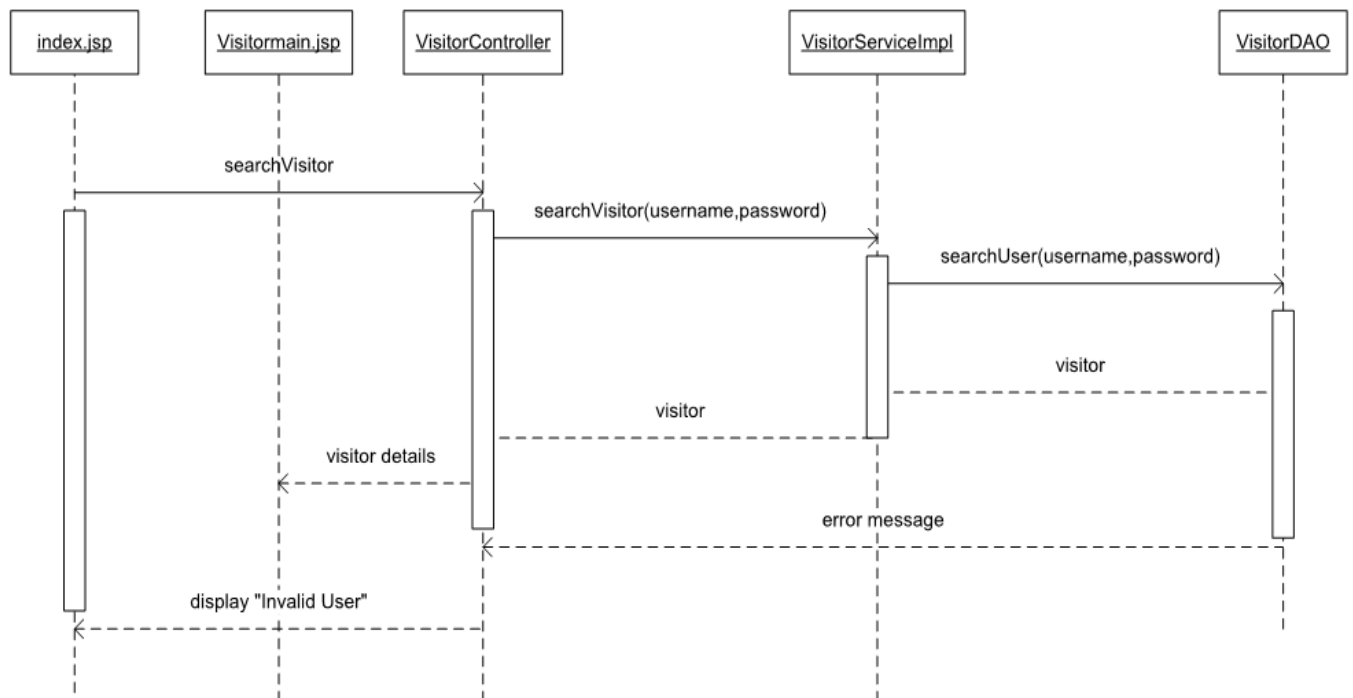 index.jsp
Visitormain.jsp
VisitorController
VisitorServiceImpl
VisitorDAO
searchVisitor
searchVisitor(username,password)
searchUser(username,password)
visitor
visitor
visitor details
error message
display "Invalid User"